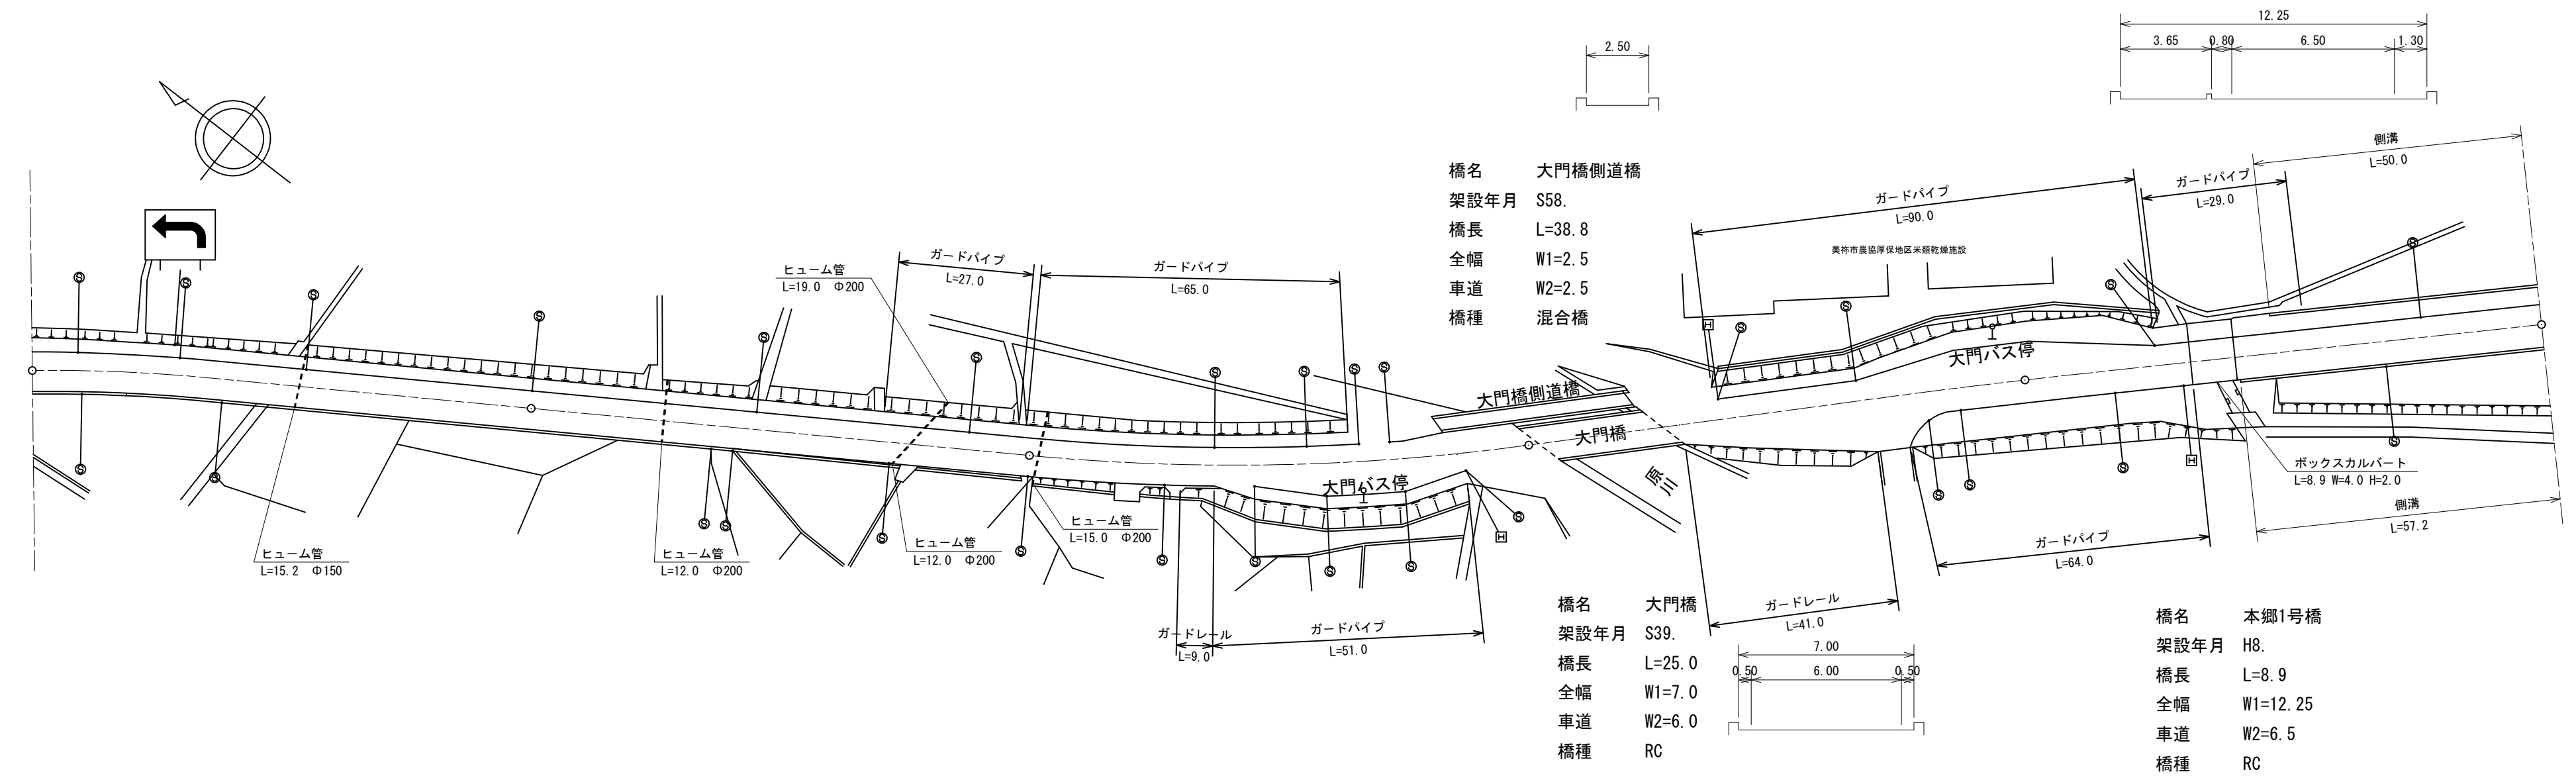 12.25
3.65 0.80 6.50 1.30
2.50
側溝
L=50.0
橋名 大門橋側道橋
架設年月 S58.
橋長 L=38.8
全幅 W1=2.5
車道 W2=2.5
橋種 混合橋
ガードパイプ
L=90.0
ガードパイプ
L=29.0
美祢市農協厚保地区米類乾燥施設
ヒューム管
L=19.0 Φ200
ガードパイプ
L=27.0
ガードパイプ
L=65.0
S
S
S
S
S
S
S
S
S
S
S
S
S
S
H
大門バス停
大門橋側道橋
大門橋
大門バス停
原川
S
S
S
S
S
S
S
S
S
S
S
H
S
S
S
S
H
ボックスカルバート
L=8.9 W=4.0 H=2.0
側溝
L=57.2
ヒューム管
L=15.2 Φ150
ヒューム管
L=12.0 Φ200
ヒューム管
L=12.0 Φ200
ヒューム管
L=15.0 Φ200
ガードレール
L=9.0
ガードパイプ
L=51.0
ガードレール
L=41.0
ガードパイプ
L=64.0
橋名 大門橋
架設年月 S39.
橋長 L=25.0
全幅 W1=7.0
車道 W2=6.0
橋種 RC
7.00
0.50 6.00 0.50
橋名 本郷1号橋
架設年月 H8.
橋長 L=8.9
全幅 W1=12.25
車道 W2=6.5
橋種 RC